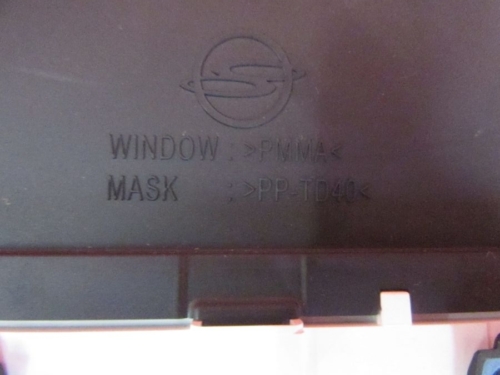 WINDOW : >PMMA<
MASK : >PP-TD40<